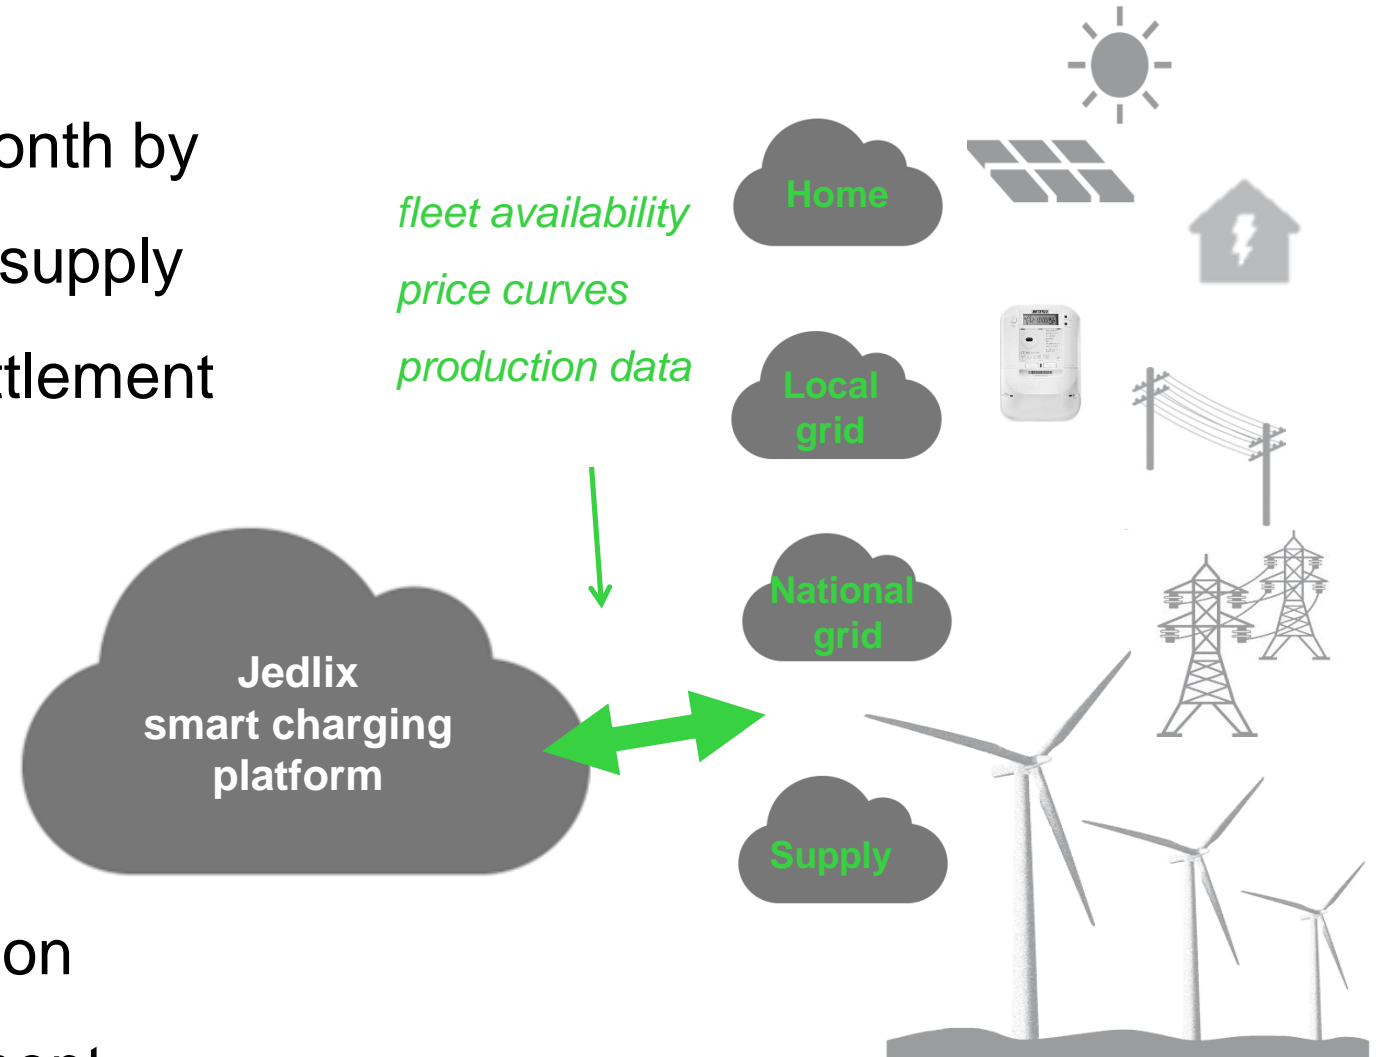 onth by
supply
ttlement
fleet availability
price curves
production data
Home
Local
grid
National
grid
Jedlix
smart charging
platform
Supply
on